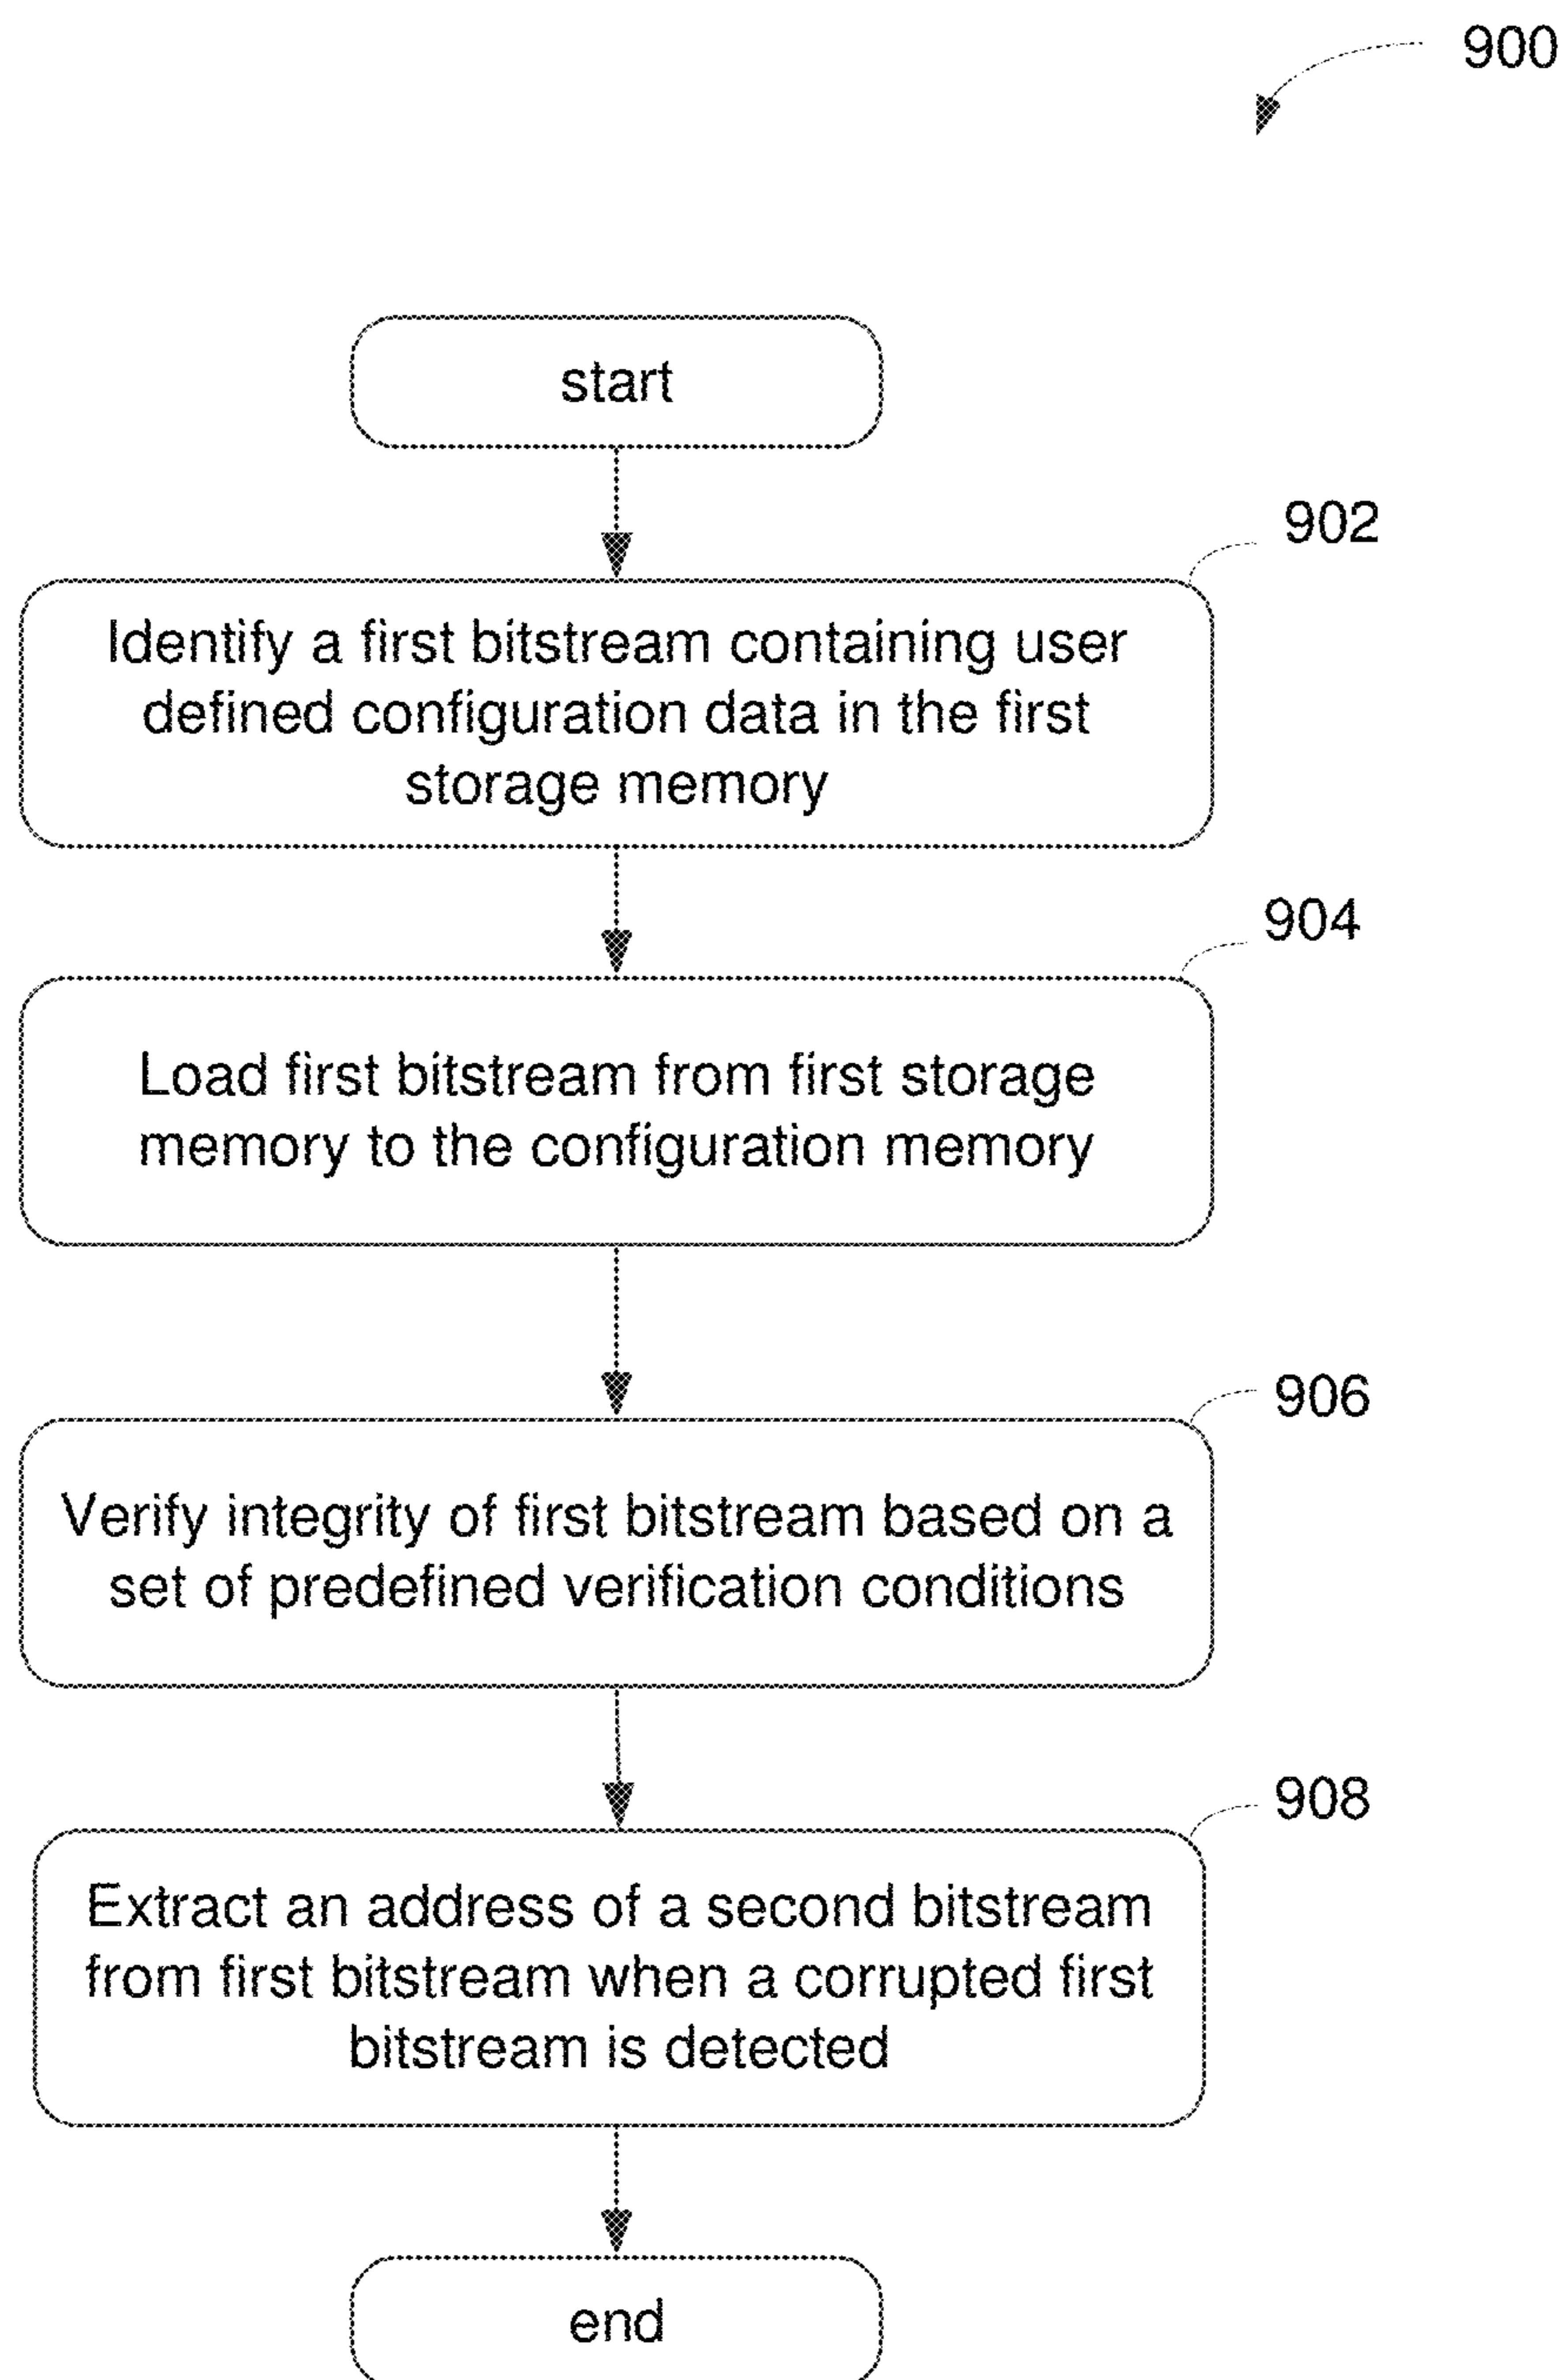 900
start
902
Identify a first bitstream containing user
defined configuration data in the first
storage memory
904
Load first bitstream from first storage
memory to the configuration memory
906
Verify integrity of first bitstream based on a
set of predefined verification conditions
908
Extract an address of a second bitstream
from first bitstream when a corrupted first
bitstream is detected
end